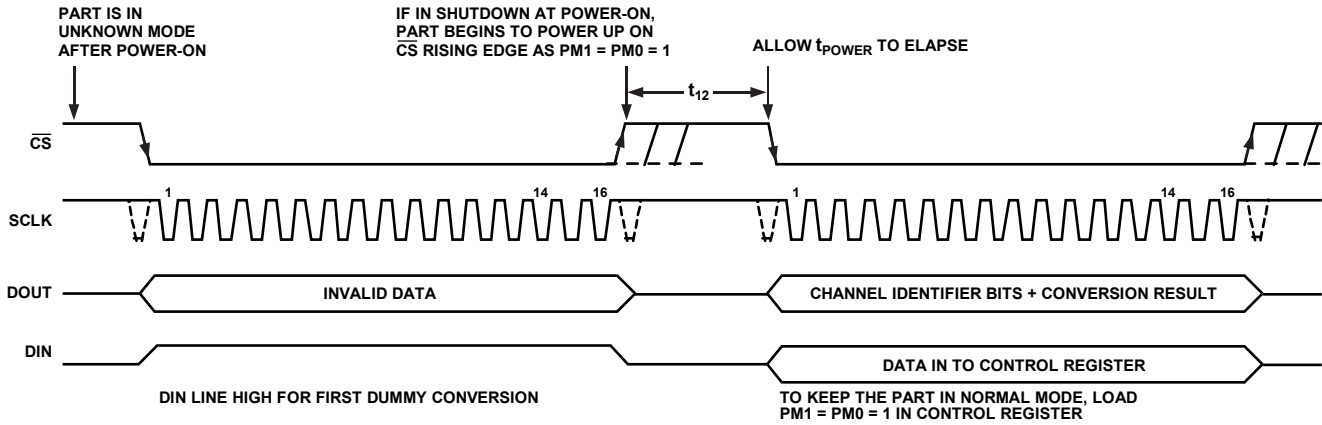 PART IS IN
UNKNOWN MODE
AFTER POWER-ON
IF IN SHUTDOWN AT POWER-ON,
PART BEGINS TO POWER UP ON
C̅S̅ RISING EDGE AS PM1 = PM0 = 1
ALLOW tPOWER TO ELAPSE
t12
C̅S̅
SCLK
1
14
16
1
14
16
DOUT
INVALID DATA
CHANNEL IDENTIFIER BITS + CONVERSION RESULT
DIN
DATA IN TO CONTROL REGISTER
DIN LINE HIGH FOR FIRST DUMMY CONVERSION
TO KEEP THE PART IN NORMAL MODE, LOAD
PM1 = PM0 = 1 IN CONTROL REGISTER